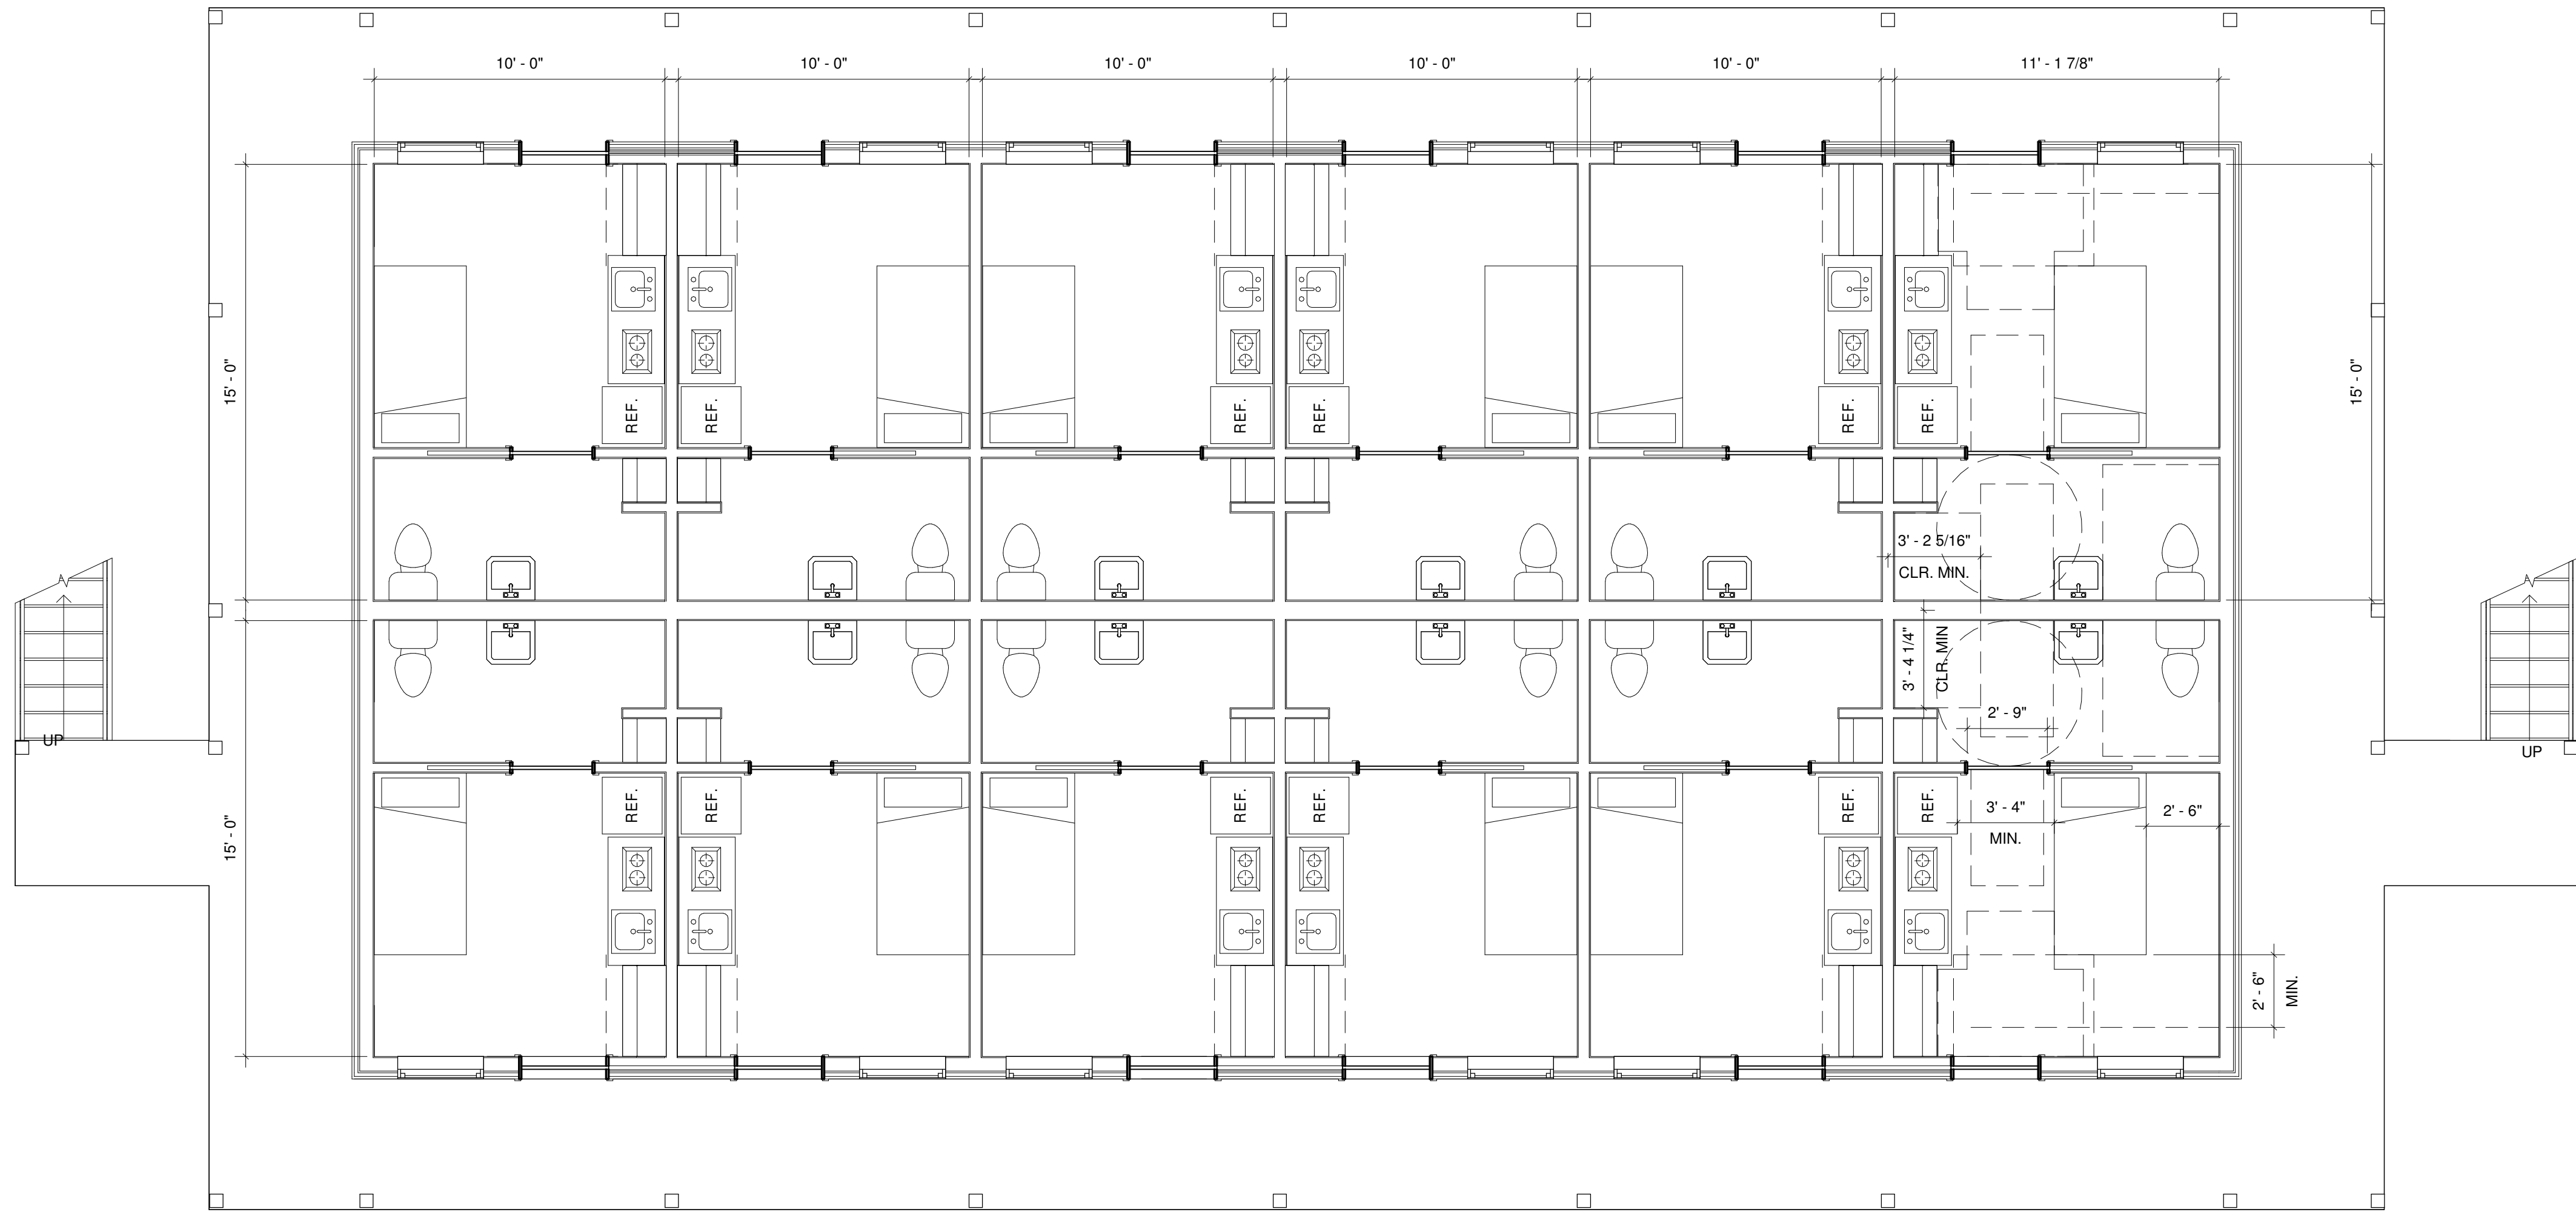 10' - 0"
10' - 0"
10' - 0"
10' - 0"
10' - 0"
11' - 1 7/8"
15' - 0"
15' - 0"
REF.
REF.
REF.
REF.
REF.
REF.
3' - 2 5/16"
CLR. MIN.
3' - 4 1/4"
CLR. MIN
2' - 9"
UP
UP
15' - 0"
REF.
REF.
REF.
REF.
REF.
REF.
3' - 4"
MIN.
2' - 6"
2' - 6"
MIN.